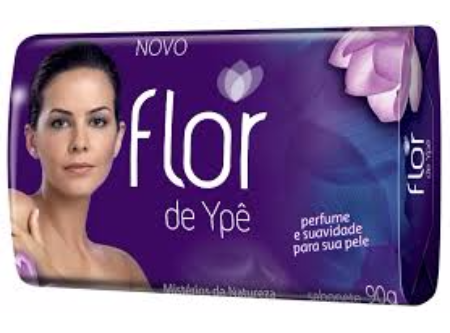 NOVO
flor
de Ypê
perfume
e suavidade
para sua pele
Mistérios da Natureza
sabonete 90g
flor
de Ypê